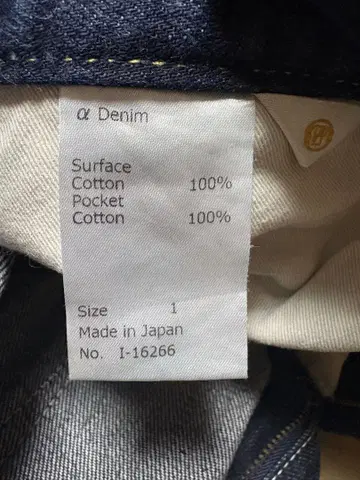 α Denim
Surface
Cotton 100%
Pocket
Cotton 100%
Size 1
Made in Japan
No. I-16266